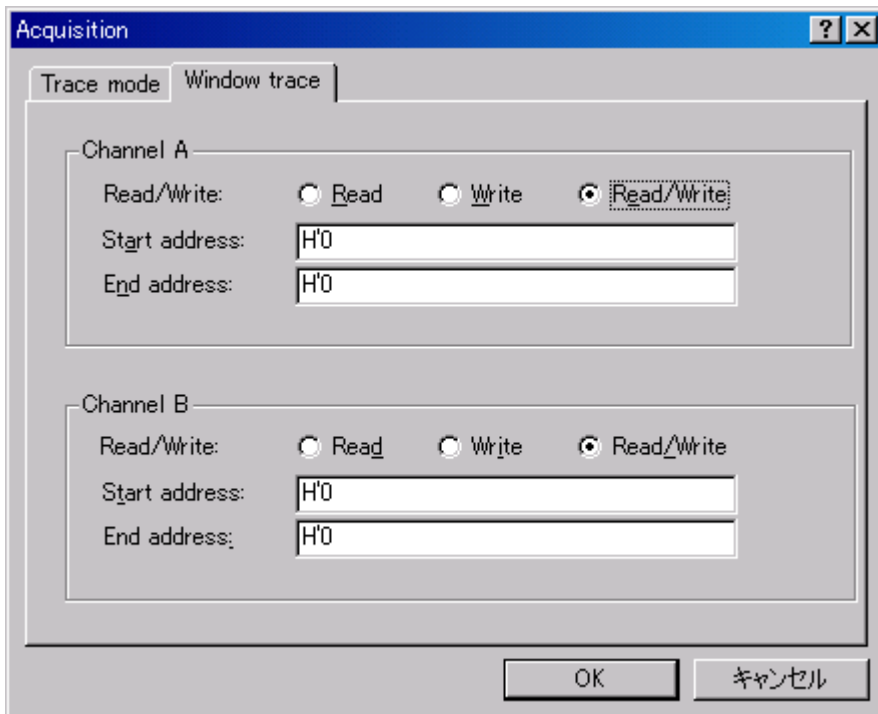 Acquisition
Trace mode Window trace
Channel A
Read/Write: Read Write Read/Write
Start address: H'0
End address: H'0
Channel B
Read/Write: Read Write Read/Write
Start address: H'0
End address: H'0
OK キャンセル